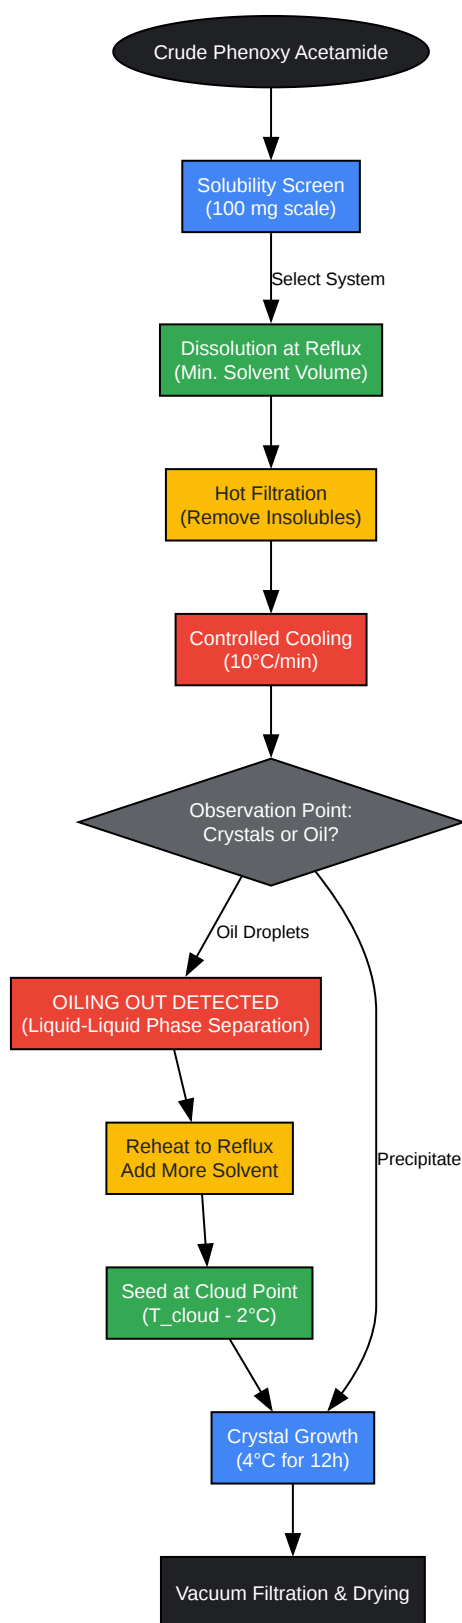 Crude Phenoxy Acetamide
Solubility Screen
(100 mg scale)
Select System
Dissolution at Reflux
(Min. Solvent Volume)
Hot Filtration
(Remove Insolubles)
Controlled Cooling
(10°C/min)
Observation Point:
Crystals or Oil?
Oil Droplets
OILING OUT DETECTED
(Liquid-Liquid Phase Separation)
Reheat to Reflux
Add More Solvent
Precipitate
Seed at Cloud Point
(T_cloud - 2°C)
Crystal Growth
(4°C for 12h)
Vacuum Filtration & Drying